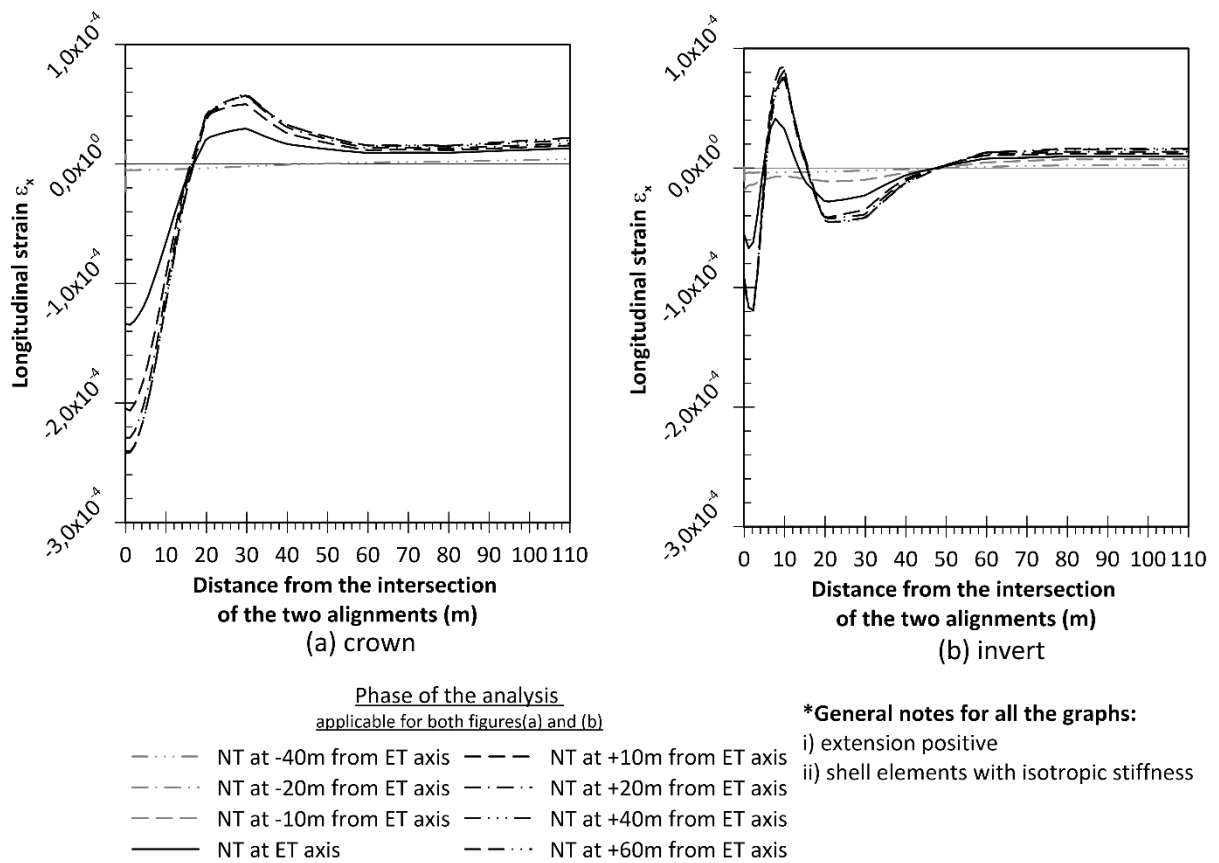 1,0x10⁻⁴
0,0x10⁰
-1,0x10⁻⁴
-2,0x10⁻⁴
-3,0x10⁻⁴
Longitudinal strain εₓ
0 10 20 30 40 50 60 70 80 90 100 110
Distance from the intersection
of the two alignments (m)
(a) crown
1,0x10⁻⁴
0,0x10⁰
-1,0x10⁻⁴
-2,0x10⁻⁴
-3,0x10⁻⁴
Longitudinal strain εₓ
0 10 20 30 40 50 60 70 80 90 100 110
Distance from the intersection
of the two alignments (m)
(b) invert
Phase of the analysis
applicable for both figures(a) and (b)
NT at -40m from ET axis
NT at -20m from ET axis
NT at -10m from ET axis
NT at ET axis
NT at +10m from ET axis
NT at +20m from ET axis
NT at +40m from ET axis
NT at +60m from ET axis
*General notes for all the graphs:
i) extension positive
ii) shell elements with isotropic stiffness